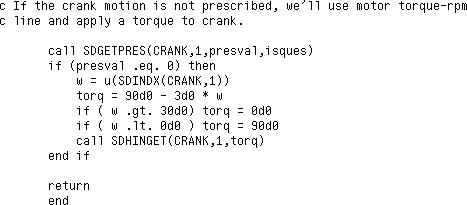 c If the crank motion is not prescribed, we'll use motor torque-rpm
c line and apply a torque to crank.
call SDGETPRES(CRANK,1,presval,isques)
if (presval .eq. 0) then
w = u(SDINDX(CRANK,1))
torq = 90d0 - 3d0 * w
if ( w .gt. 30d0) torq = 0d0
if ( w .lt. 0d0 ) torq = 90d0
call SDHINGET(CRANK,1,torq)
end if
return
end